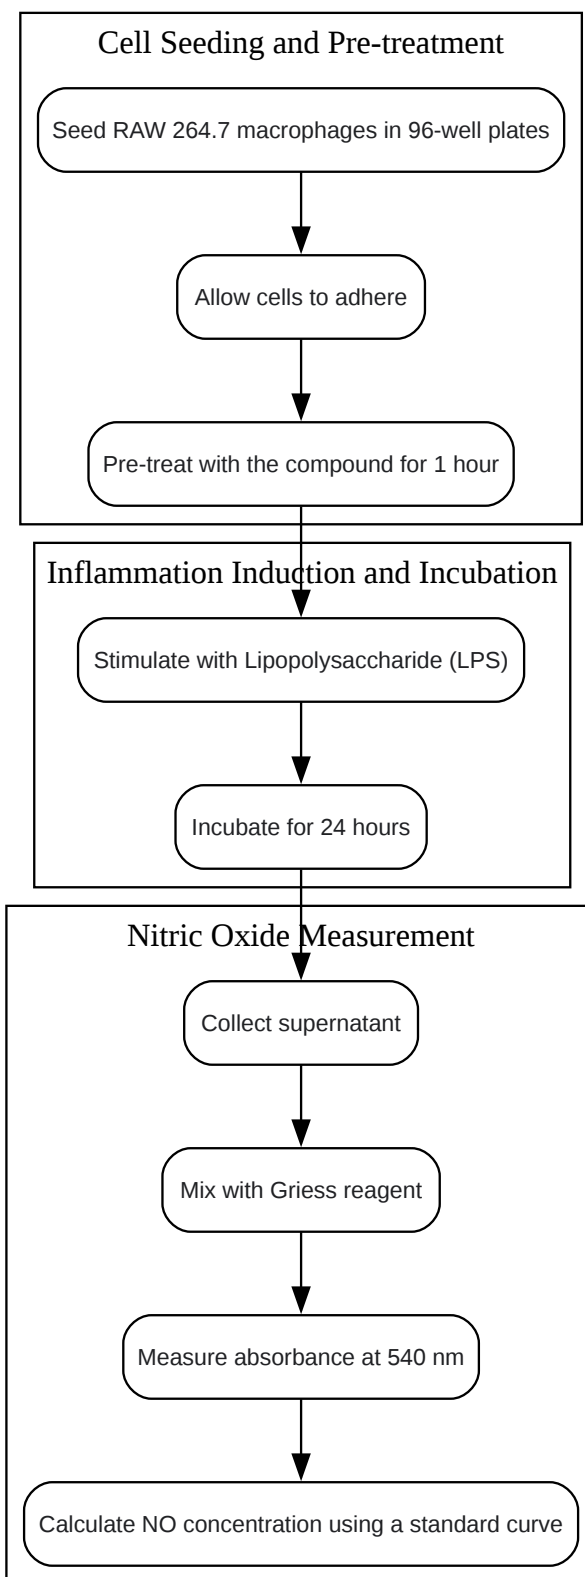 Cell Seeding and Pre-treatment
Seed RAW 264.7 macrophages in 96-well plates
Allow cells to adhere
Pre-treat with the compound for 1 hour
Inflammation Induction and Incubation
Stimulate with Lipopolysaccharide (LPS)
Incubate for 24 hours
Nitric Oxide Measurement
Collect supernatant
Mix with Griess reagent
Measure absorbance at 540 nm
Calculate NO concentration using a standard curve